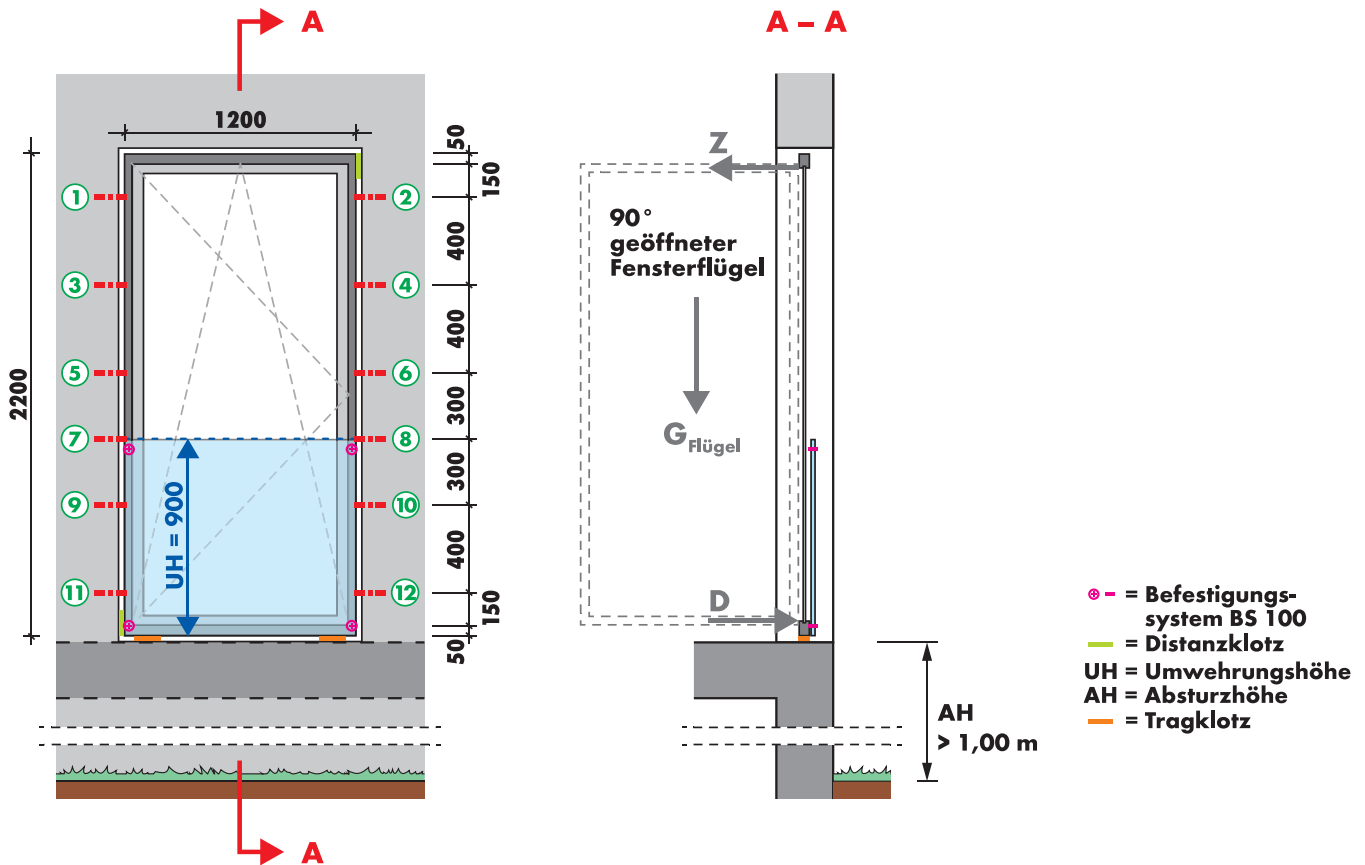 A
A – A
1200
50
150
Z
1
2
400
90°
geöffneter
Fensterflügel
3
4
400
2200
5
6
300
G Flügel
7
8
300
UH = 900
9
10
400
11
12
150
D
50
= Befestigungs-
system BS 100
= Distanzklotz
UH = Umwehrungshöhe
AH = Absturzhöhe
= Tragklotz
AH
> 1,00 m
A